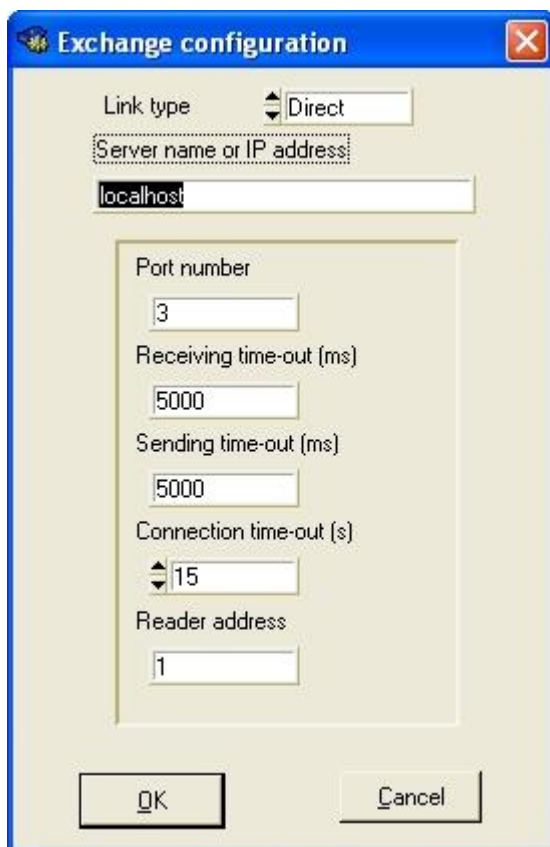 Exchange configuration
Link type Direct
Server name or IP address
localhost
Port number
3
Receiving time-out (ms)
5000
Sending time-out (ms)
5000
Connection time-out (s)
15
Reader address
1
OK Cancel